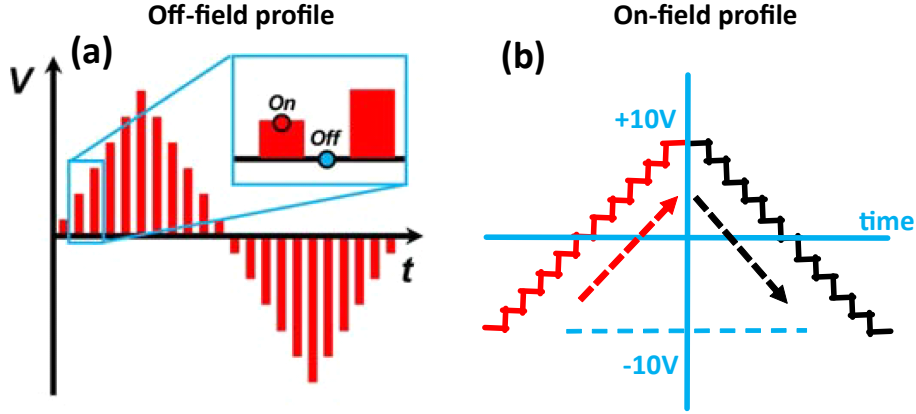 Off-field profile
On-field profile
(a)
(b)
V
On
Off
t
+10V
time
-10V